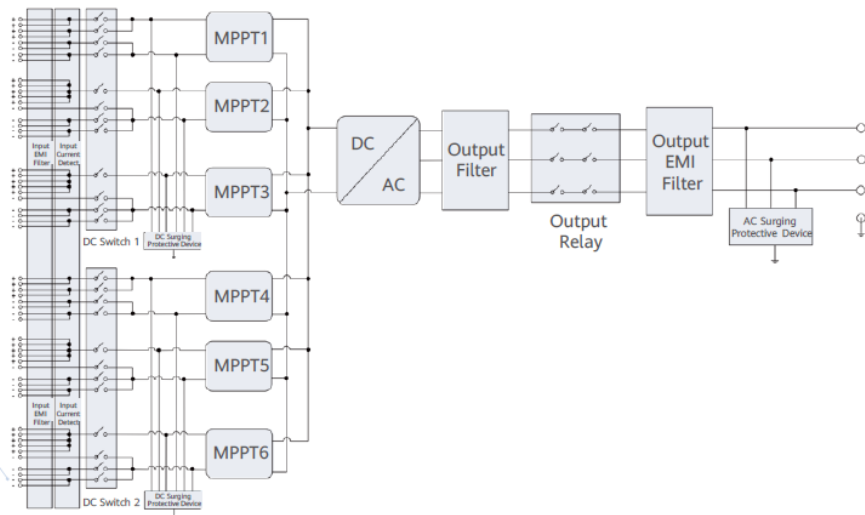 MPPT1
MPPT2
Input
EMI
Filter
Input
Current
Detect
MPPT3
DC Switch 1
DC Surging
Protective Device
DC
AC
Output
Filter
Output
Relay
Output
EMI
Filter
AC Surging
Protective Device
MPPT4
MPPT5
Input
EMI
Filter
Input
Current
Detect
MPPT6
DC Switch 2
DC Surging
Protective Device